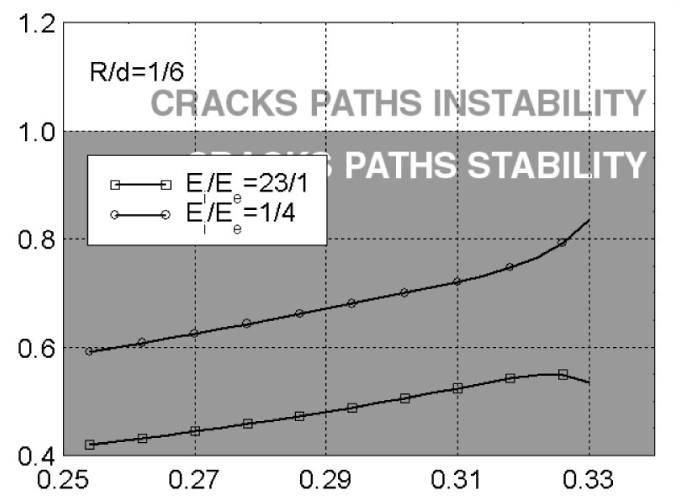 1.2
R/d=1/6
CRACKS PATHS INSTABILITY
1.0
CRACKS PATHS STABILITY
Ei/Ee=23/1
Ei/Ee=1/4
0.8
0.6
0.4
0.25 0.27 0.29 0.31 0.33